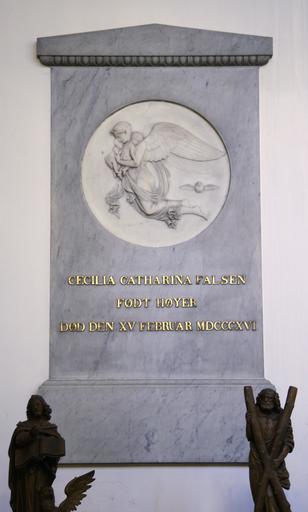 CECILIA CATHARINA FALSEN
FØDT HØYER
DØD DEN XV FEBRUAR MDCCCXVI